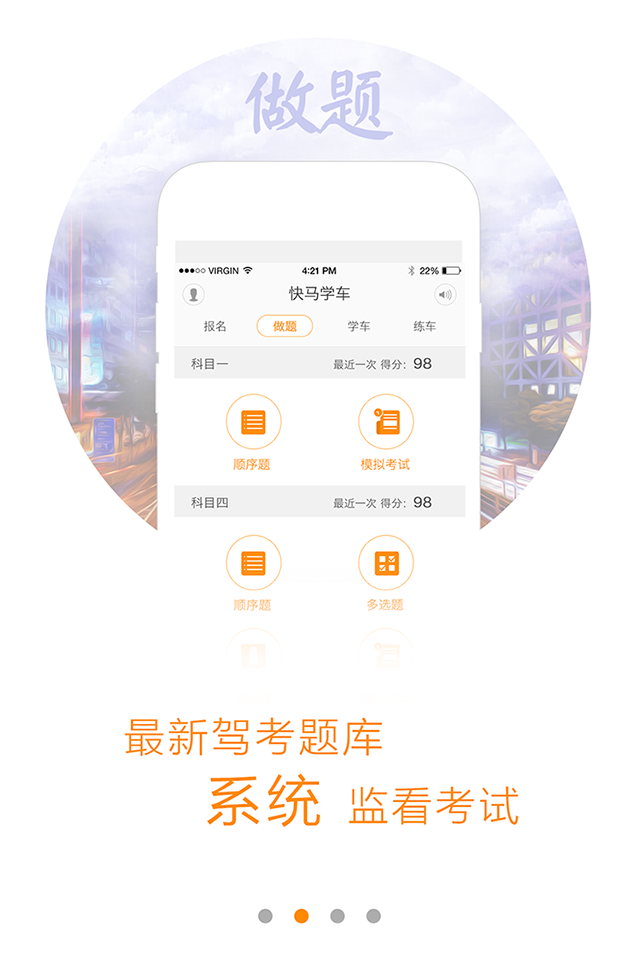 做题
VIRGIN 4:21 PM 22%
快马学车
报名 做题 学车 练车
科目一 最近一次 得分：98
顺序题 模拟考试
科目四 最近一次 得分：98
顺序题 多选题
最新驾考题库
系统 监看考试